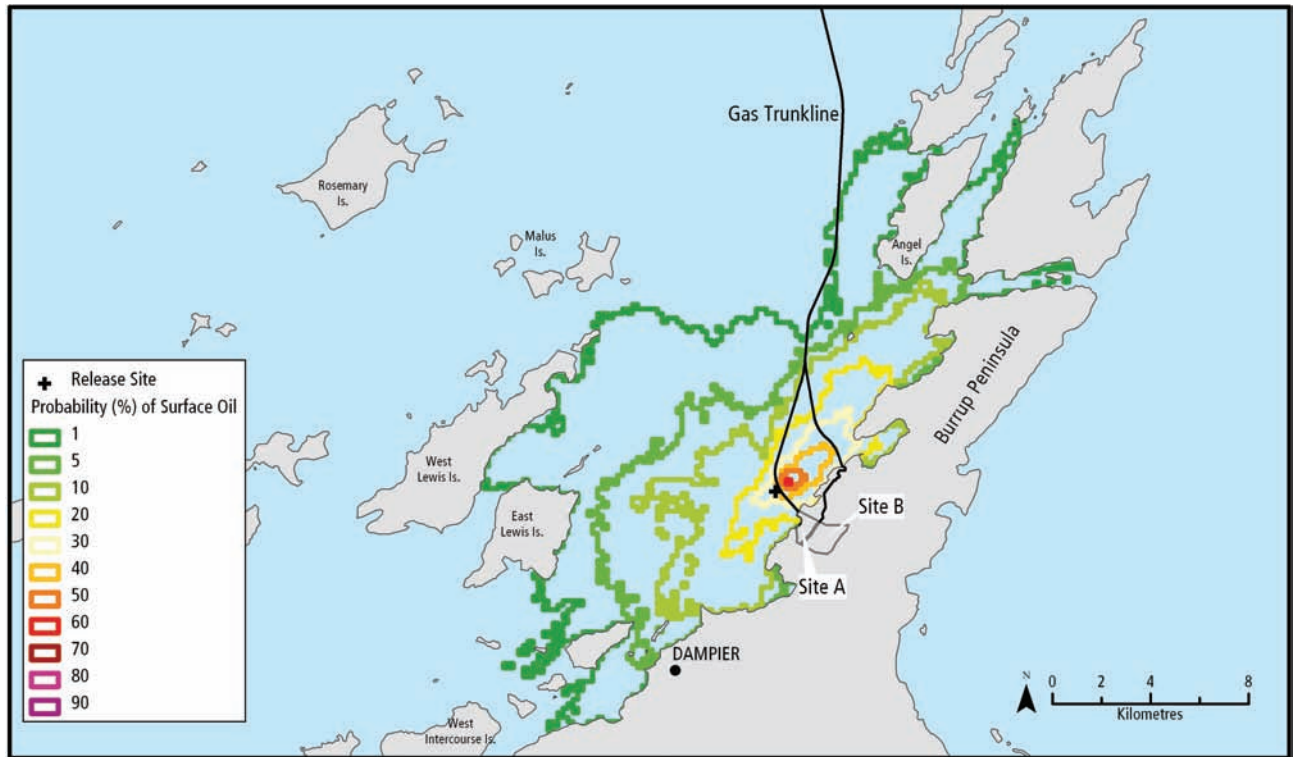 Gas Trunkline
Rosemary
Is.
Malus
Is.
Angel
Is.
Burrup Peninsula
Release Site
Probability (%) of Surface Oil
1
5
10
20
30
40
50
60
70
80
90
West
Lewis Is.
East
Lewis Is.
Site B
Site A
DAMPIER
West
Intercourse Is.
N
0 2 4 8
Kilometres